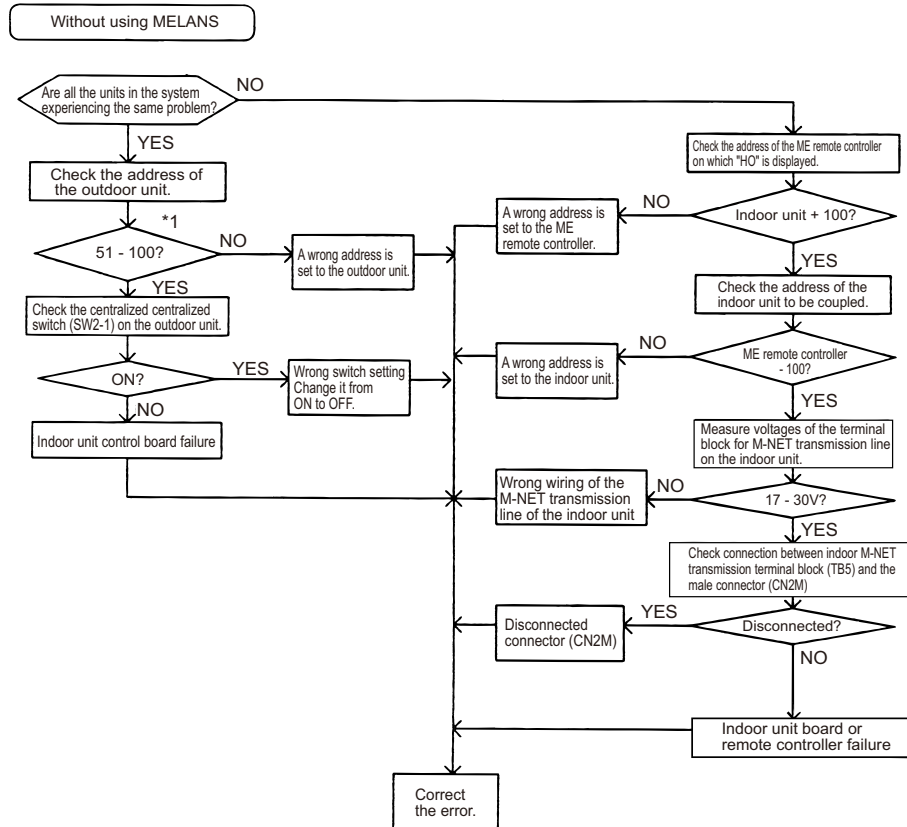 Without using MELANS
Are all the units in the system
experiencing the same problem?
NO
YES
Check the address of
the outdoor unit.
*1
51 - 100?
NO
A wrong address is
set to the outdoor unit.
YES
Check the centralized centralized
switch (SW2-1) on the outdoor unit.
ON?
YES
Wrong switch setting
Change it from
ON to OFF.
NO
Indoor unit control board failure
Check the address of the ME remote controller
on which "HO" is displayed.
Indoor unit + 100?
NO
A wrong address is
set to the ME
remote controller.
YES
Check the address of the
indoor unit to be coupled.
ME remote controller
- 100?
NO
A wrong address is
set to the indoor unit.
YES
Measure voltages of the terminal
block for M-NET transmission line
on the indoor unit.
17 - 30V?
NO
Wrong wiring of the
M-NET transmission
line of the indoor unit
YES
Check connection between indoor M-NET
transmission terminal block (TB5) and the
male connector (CN2M)
Disconnected?
YES
Disconnected
connector (CN2M)
NO
Indoor unit board or
remote controller failure
Correct
the error.